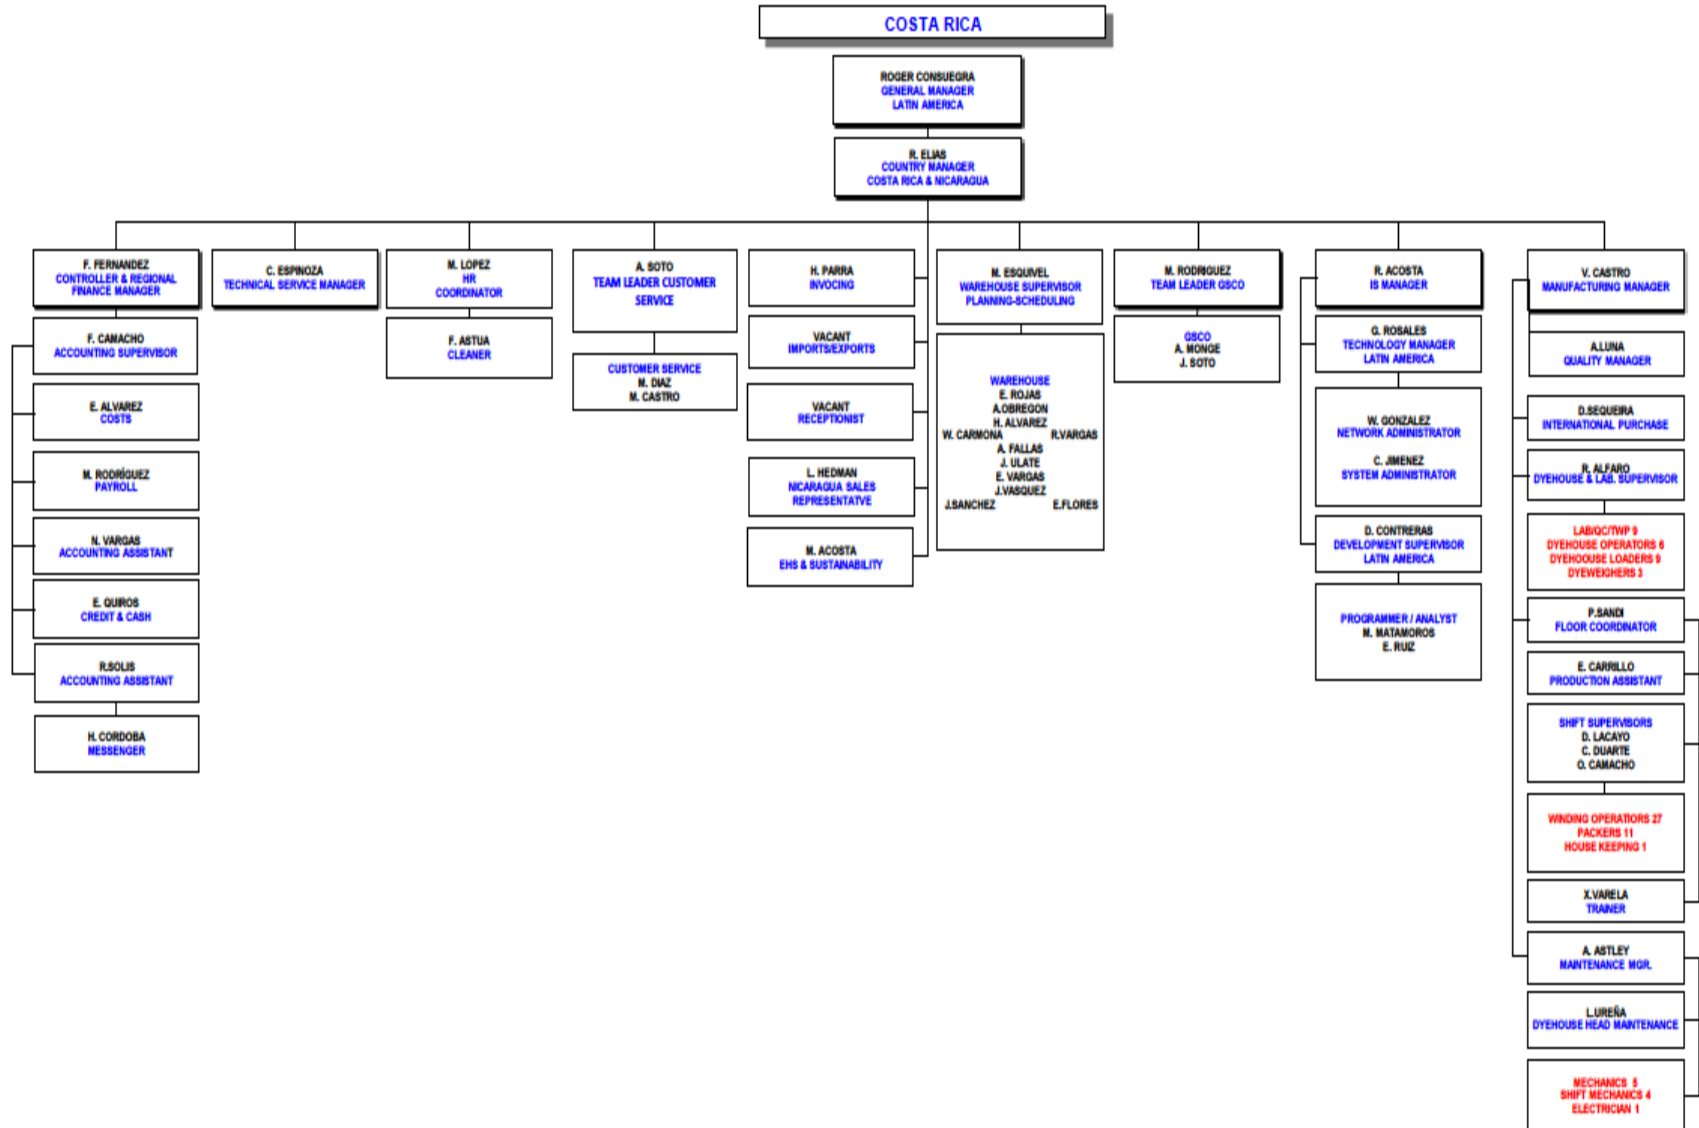 COSTA RICA
ROGER CONSUEGRA
GENERAL MANAGER
LATIN AMERICA
R. ELIAS
COUNTRY MANAGER
COSTA RICA & NICARAGUA
F. FERNANDEZ
CONTROLLER & REGIONAL
FINANCE MANAGER
F. CAMACHO
ACCOUNTING SUPERVISOR
E. ALVAREZ
COSTS
M. RODRÍGUEZ
PAYROLL
N. VARGAS
ACCOUNTING ASSISTANT
E. QUIROS
CREDIT & CASH
R.SOLIS
ACCOUNTING ASSISTANT
H. CORDOBA
MESSENGER
C. ESPINOZA
TECHNICAL SERVICE MANAGER
M. LOPEZ
HR
COORDINATOR
F. ASTUA
CLEANER
A. SOTO
TEAM LEADER CUSTOMER
SERVICE
CUSTOMER SERVICE
M. DIAZ
M. CASTRO
H. PARRA
INVOCING
VACANT
IMPORTS/EXPORTS
VACANT
RECEPTIONIST
L. HEDMAN
NICARAGUA SALES
REPRESENTATVE
M. ACOSTA
EHS & SUSTAINABILITY
M. ESQUIVEL
WAREHOUSE SUPERVISOR
PLANNING-SCHEDULING
WAREHOUSE
E. ROJAS
A.OBREGON
H. ALVAREZ
W. CARMONA R.VARGAS
A. FALLAS
J. ULATE
E. VARGAS
J.VASQUEZ
J.SANCHEZ E.FLORES
M. RODRIGUEZ
TEAM LEADER GSCO
GSCO
A. MONGE
J. SOTO
R. ACOSTA
IS MANAGER
G. ROSALES
TECHNOLOGY MANAGER
LATIN AMERICA
W. GONZALEZ
NETWORK ADMINISTRATOR
C. JIMENEZ
SYSTEM ADMINISTRATOR
D. CONTRERAS
DEVELOPMENT SUPERVISOR
LATIN AMERICA
PROGRAMMER / ANALYST
M. MATAMOROS
E. RUIZ
V. CASTRO
MANUFACTURING MANAGER
A.LUNA
QUALITY MANAGER
D.SEQUEIRA
INTERNATIONAL PURCHASE
R. ALFARO
DYEHOUSE & LAB. SUPERVISOR
LAB/QC/TWP 9
DYEHOUSE OPERATORS 6
DYEHOOUSE LOADERS 9
DYEWEIGHERS 3
P.SANDI
FLOOR COORDINATOR
E. CARRILLO
PRODUCTION ASSISTANT
SHIFT SUPERVISORS
D. LACAYO
C. DUARTE
O. CAMACHO
WINDING OPERATIORS 27
PACKERS 11
HOUSE KEEPING 1
X.VARELA
TRAINER
A. ASTLEY
MAINTENANCE MGR.
L.UREÑA
DYEHOUSE HEAD MAINTENANCE
MECHANICS 5
SHIFT MECHANICS 4
ELECTRICIAN 1